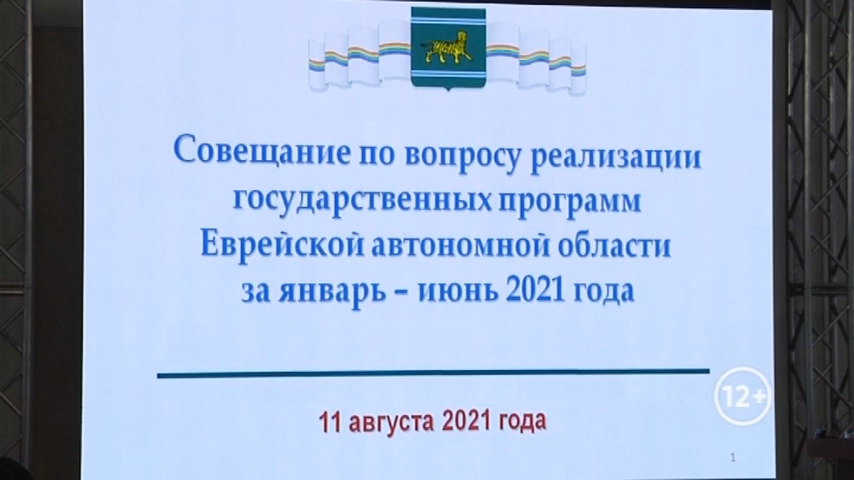 Совещание по вопросу реализации
государственных программ
Еврейской автономной области
за январь – июнь 2021 года
12+
11 августа 2021 года
1